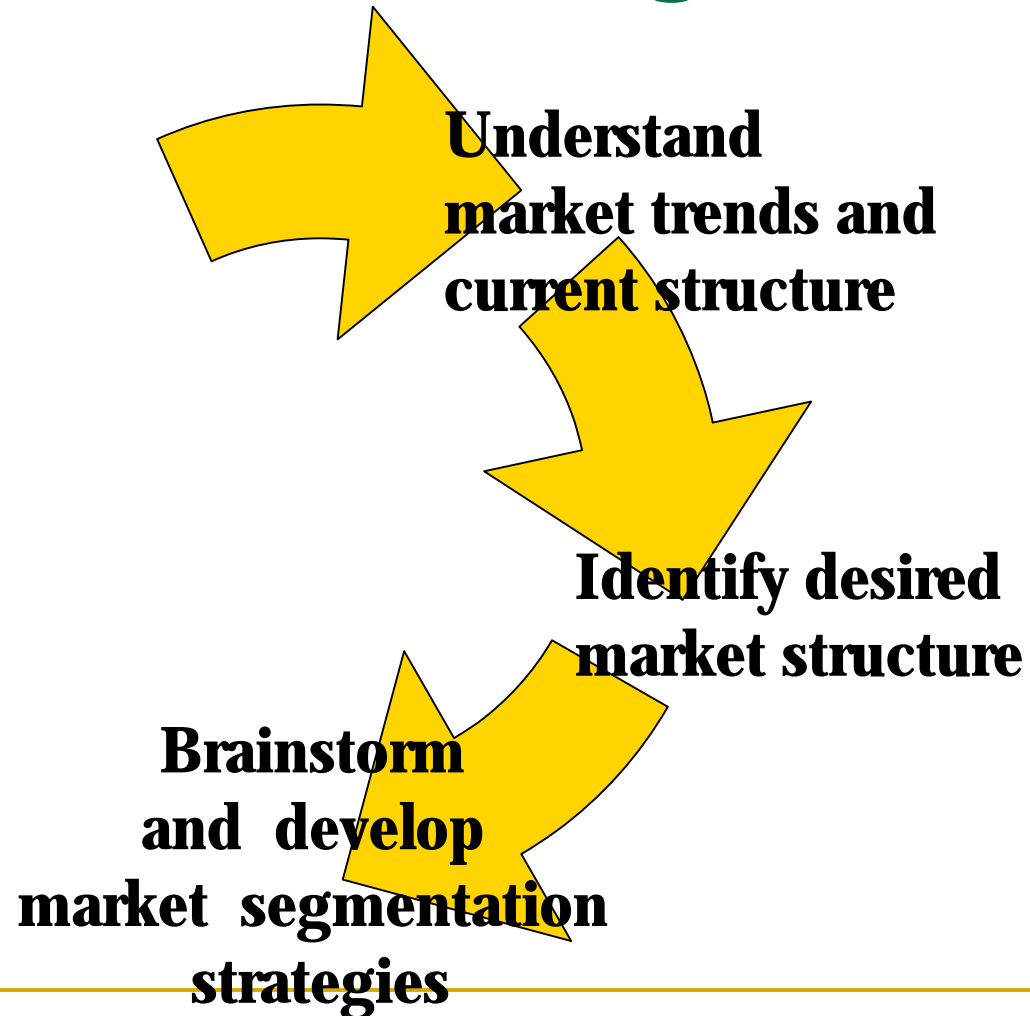 Understand
market trends and
current structure
Identify desired
market structure
Brainstorm
and develop
market segmentation
strategies